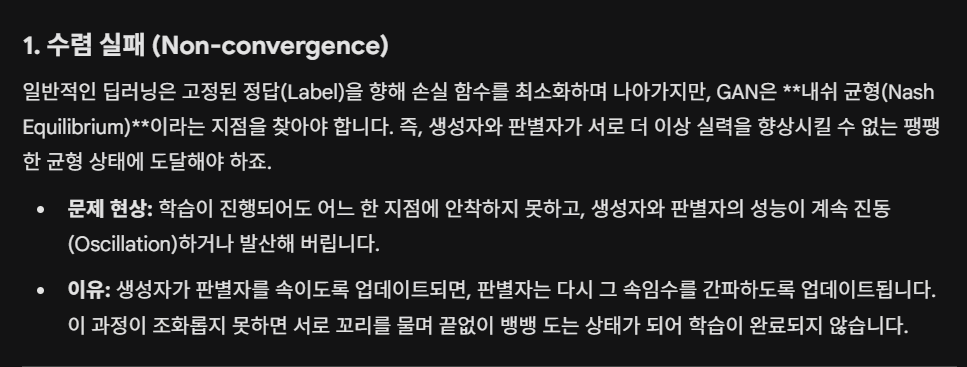 1. 수렴 실패 (Non-convergence)
일반적인 딥러닝은 고정된 정답(Label)을 향해 손실 함수를 최소화하며 나아가지만, GAN은 **내쉬 균형(Nash
Equilibrium)**이라는 지점을 찾아야 합니다. 즉, 생성자와 판별자가 서로 더 이상 실력을 향상시킬 수 없는 팽팽
한 균형 상태에 도달해야 하죠.
• 문제 현상: 학습이 진행되어도 어느 한 지점에 안착하지 못하고, 생성자와 판별자의 성능이 계속 진동
(Oscillation)하거나 발산해 버립니다.
• 이유: 생성자가 판별자를 속이도록 업데이트되면, 판별자는 다시 그 속임수를 간파하도록 업데이트됩니다.
이 과정이 조화롭지 못하면 서로 꼬리를 물며 끝없이 뱅뱅 도는 상태가 되어 학습이 완료되지 않습니다.